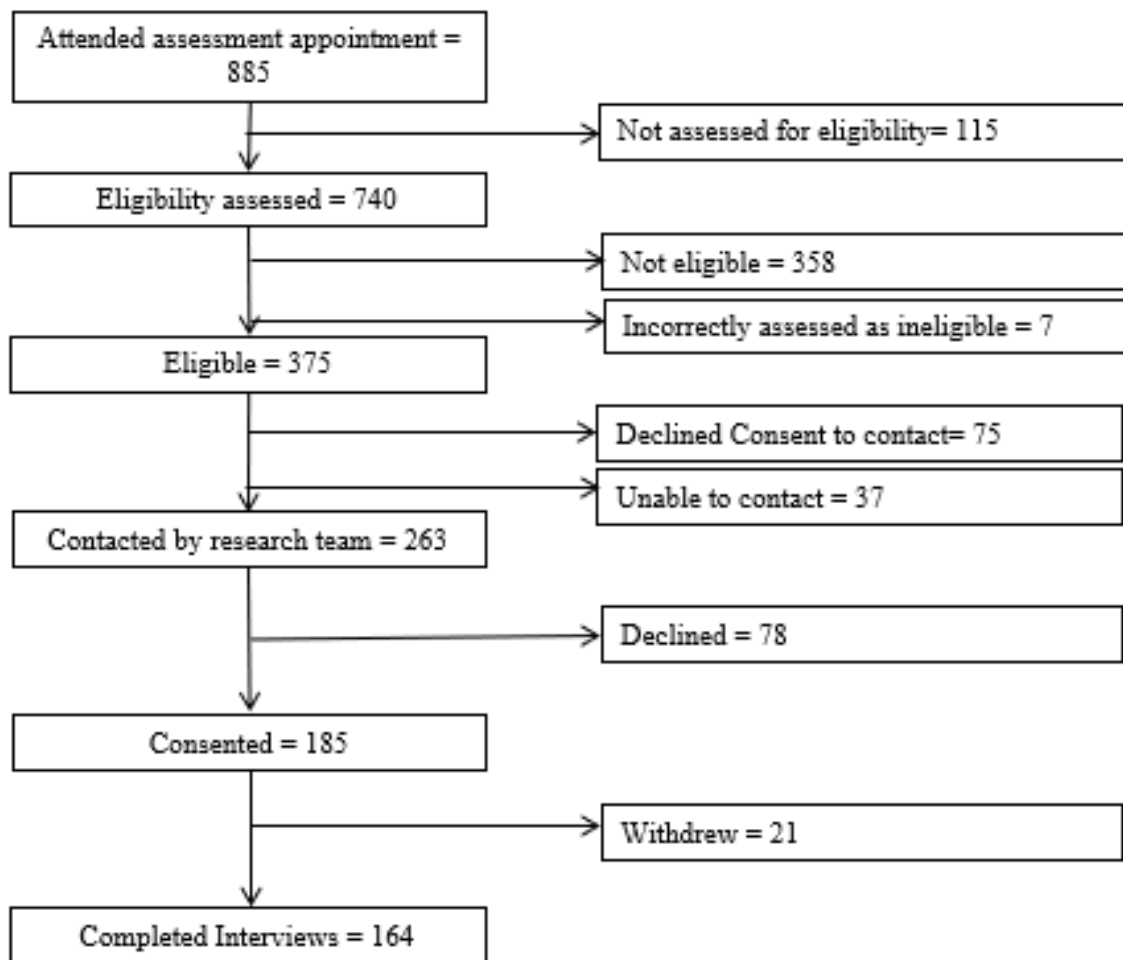 Attended assessment appointment =
885
Not assessed for eligibility= 115
Eligibility assessed = 740
Not eligible = 358
Incorrectly assessed as ineligible = 7
Eligible = 375
Declined Consent to contact= 75
Unable to contact = 37
Contacted by research team = 263
Declined = 78
Consented = 185
Withdrew = 21
Completed Interviews = 164